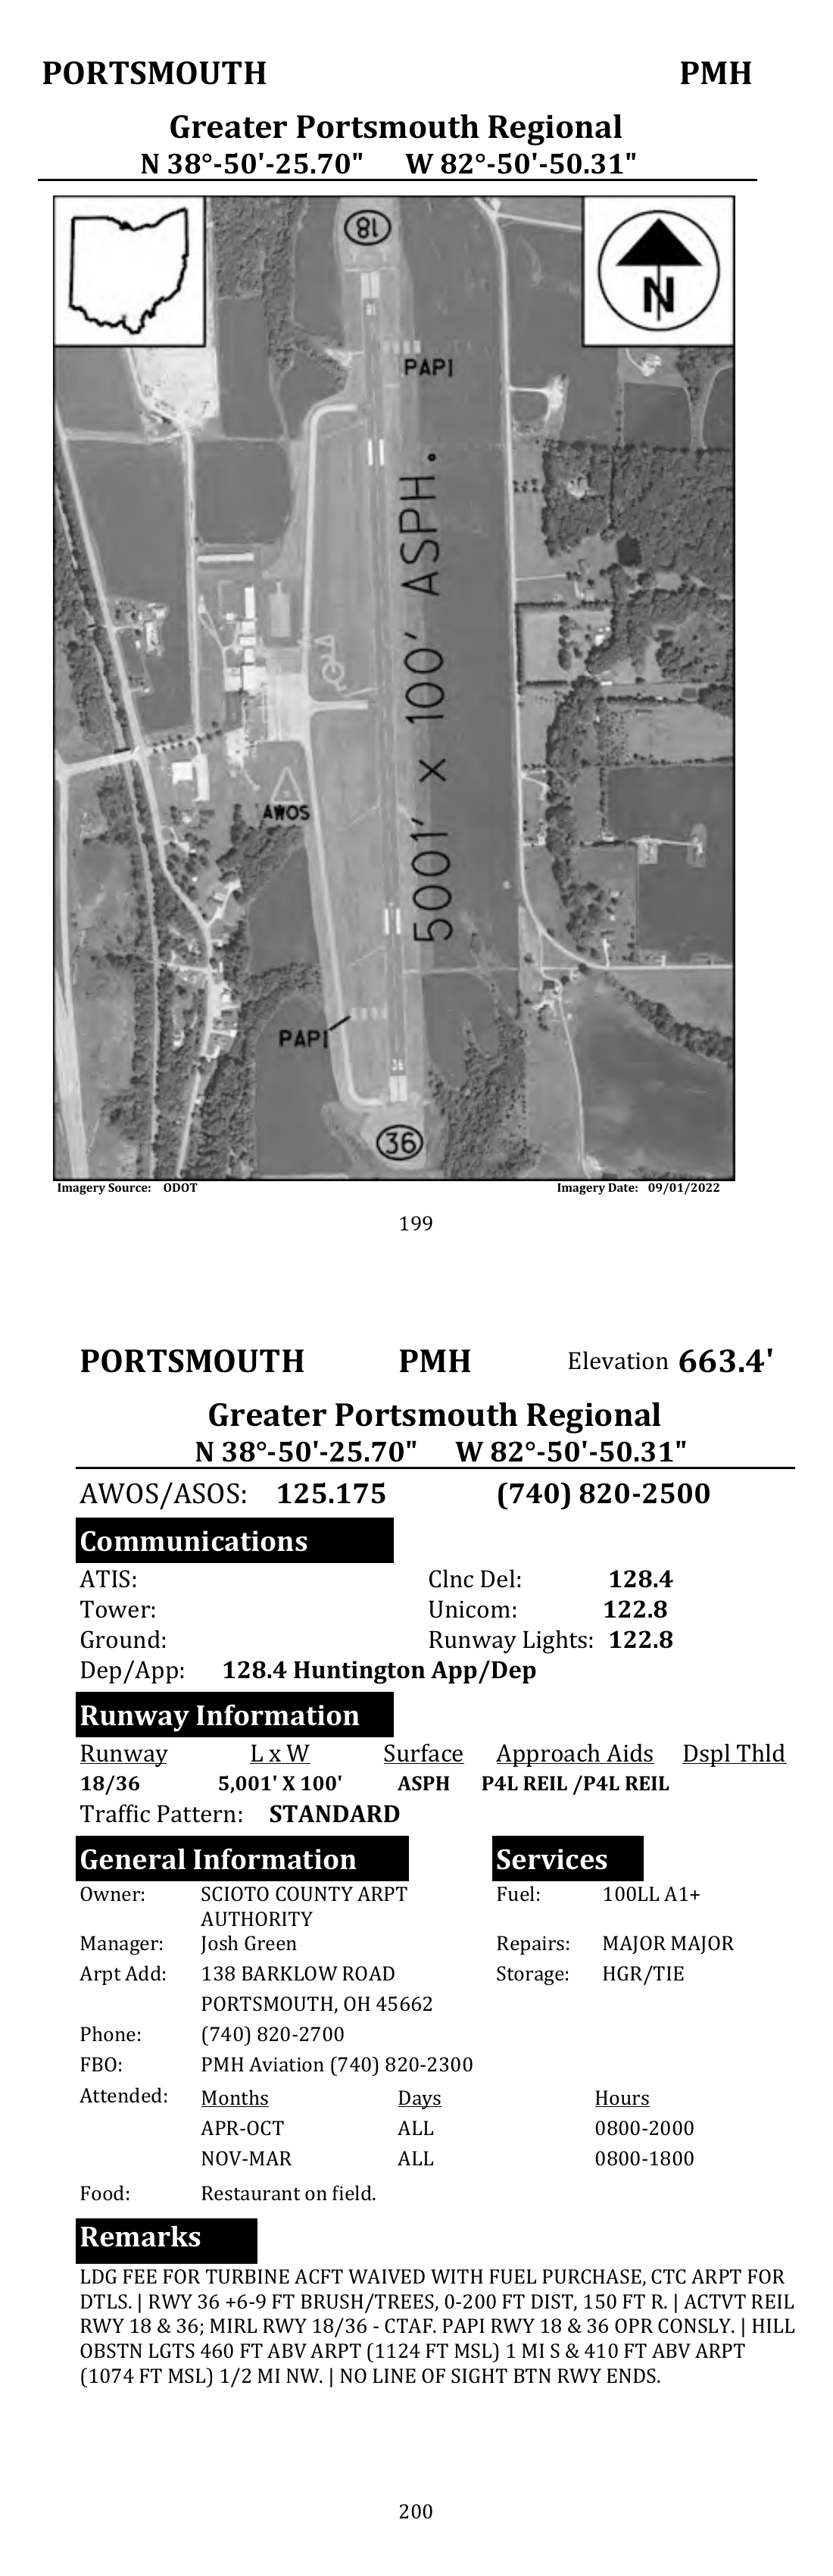 PORTSMOUTH PMH
Greater Portsmouth Regional
N 38°-50'-25.70" W 82°-50'-50.31"
18
N
18
PAPI
5001' x 100' ASPH.
AWOS
PAPI
36
36
Imagery Source: ODOT Imagery Date: 09/01/2022
199
PORTSMOUTH PMH Elevation 663.4'
Greater Portsmouth Regional
N 38°-50'-25.70" W 82°-50'-50.31"
AWOS/ASOS: 125.175 (740) 820-2500
Communications
ATIS: Clnc Del: 128.4
Tower: Unicom: 122.8
Ground: Runway Lights: 122.8
Dep/App: 128.4 Huntington App/Dep
Runway Information
Runway L x W Surface Approach Aids Dspl Thld
18/36 5,001' X 100' ASPH P4L REIL /P4L REIL
Traffic Pattern: STANDARD
General Information Services
Owner: SCIOTO COUNTY ARPT Fuel: 100LL A1+
AUTHORITY
Manager: Josh Green Repairs: MAJOR MAJOR
Arpt Add: 138 BARKLOW ROAD Storage: HGR/TIE
PORTSMOUTH, OH 45662
Phone: (740) 820-2700
FBO: PMH Aviation (740) 820-2300
Attended: Months Days Hours
APR-OCT ALL 0800-2000
NOV-MAR ALL 0800-1800
Food: Restaurant on field.
Remarks
LDG FEE FOR TURBINE ACFT WAIVED WITH FUEL PURCHASE, CTC ARPT FOR
DTLS. | RWY 36 +6-9 FT BRUSH/TREES, 0-200 FT DIST, 150 FT R. | ACTVT REIL
RWY 18 & 36; MIRL RWY 18/36 - CTAF. PAPI RWY 18 & 36 OPR CONSLY. | HILL
OBSTN LGTS 460 FT ABV ARPT (1124 FT MSL) 1 MI S & 410 FT ABV ARPT
(1074 FT MSL) 1/2 MI NW. | NO LINE OF SIGHT BTN RWY ENDS.
200